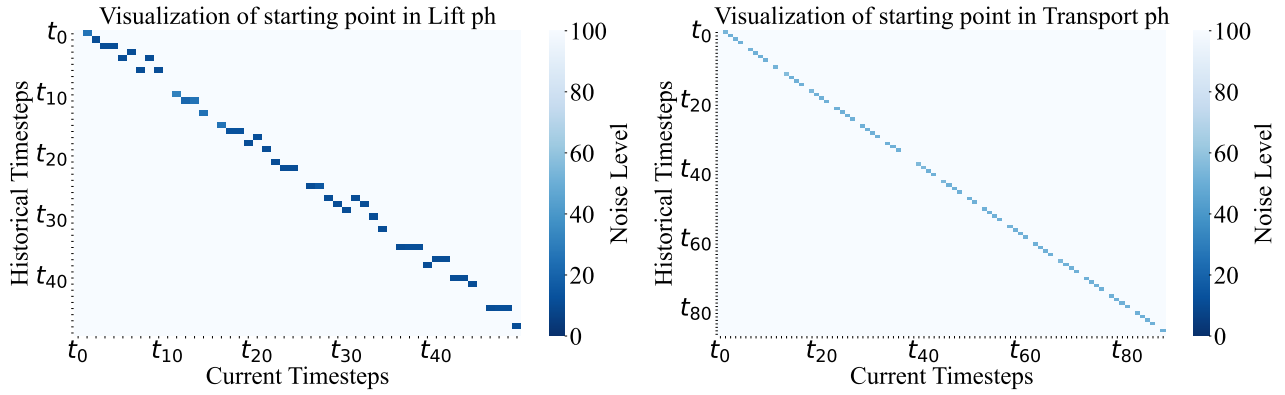 Visualization of starting point in Lift ph
Historical Timesteps
t0
t10
t20
t30
t40
t0
t10
t20
t30
t40
Current Timesteps
100
80
60
40
20
0
Noise Level
Visualization of starting point in Transport ph
Historical Timesteps
t0
t20
t40
t60
t80
t0
t20
t40
t60
t80
Current Timesteps
100
80
60
40
20
0
Noise Level